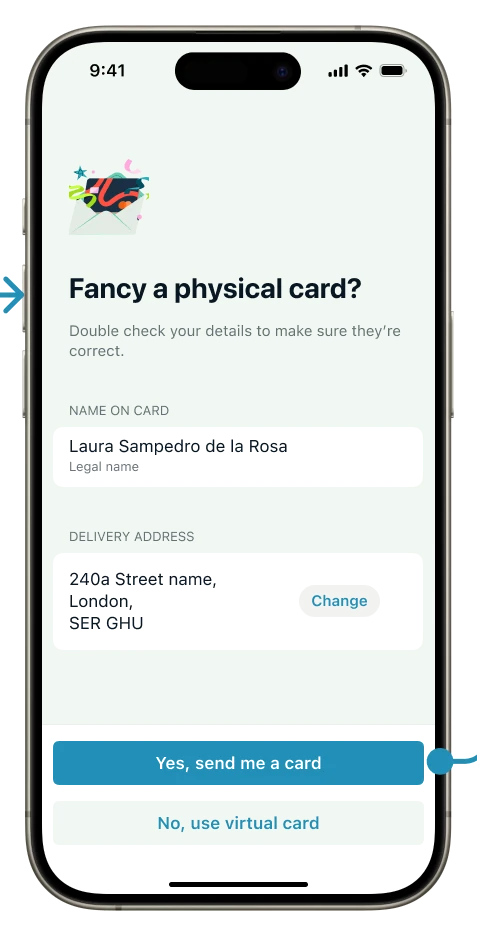 9:41
Fancy a physical card?
Double check your details to make sure they’re
correct.
NAME ON CARD
Laura Sampedro de la Rosa
Legal name
DELIVERY ADDRESS
240a Street name,
London,
SER GHU
Change
Yes, send me a card
No, use virtual card